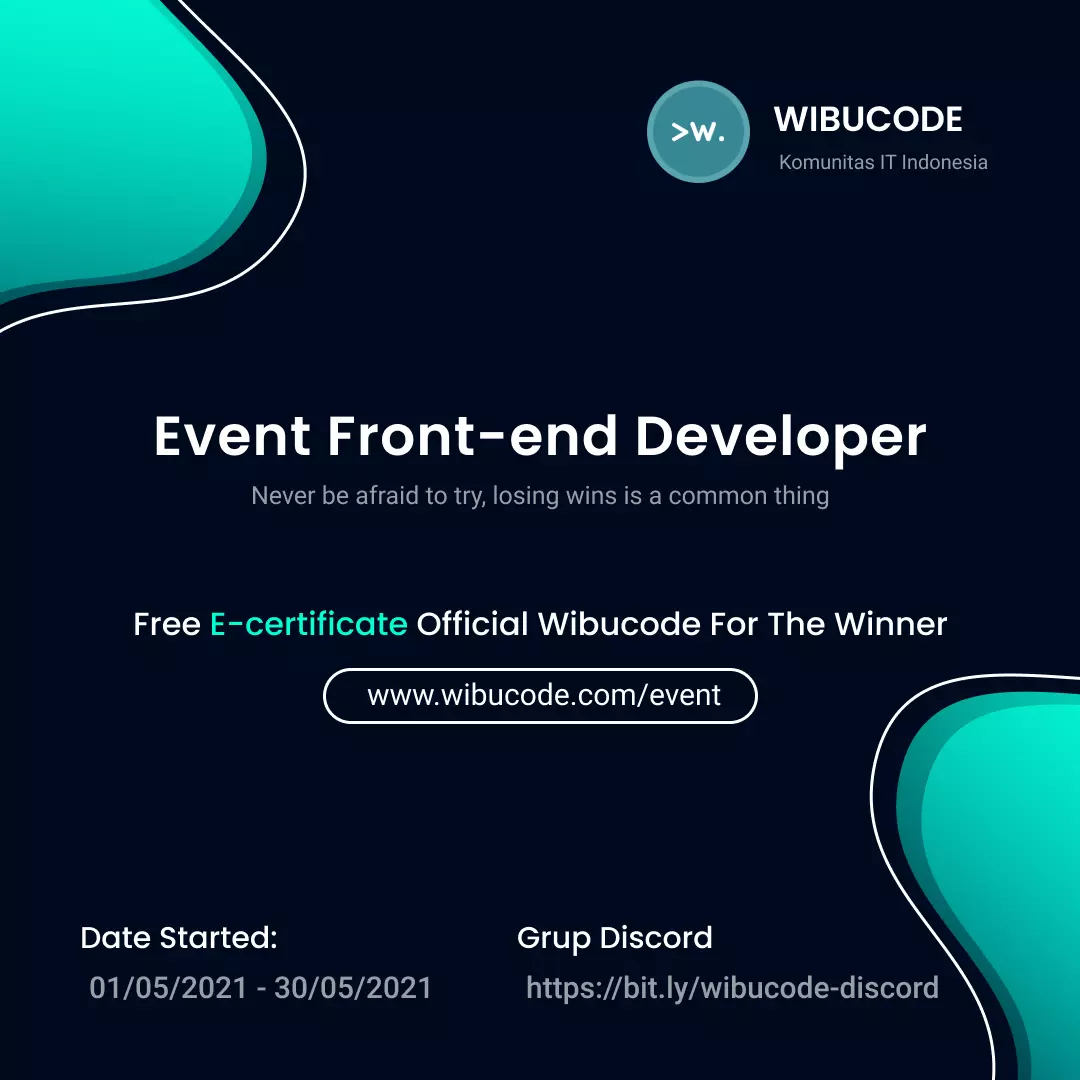 >w.
WIBUCODE
Komunitas IT Indonesia
Event Front-end Developer
Never be afraid to try, losing wins is a common thing
Free E-certificate Official Wibucode For The Winner
www.wibucode.com/event
Date Started:
01/05/2021 - 30/05/2021
Grup Discord
https://bit.ly/wibucode-discord